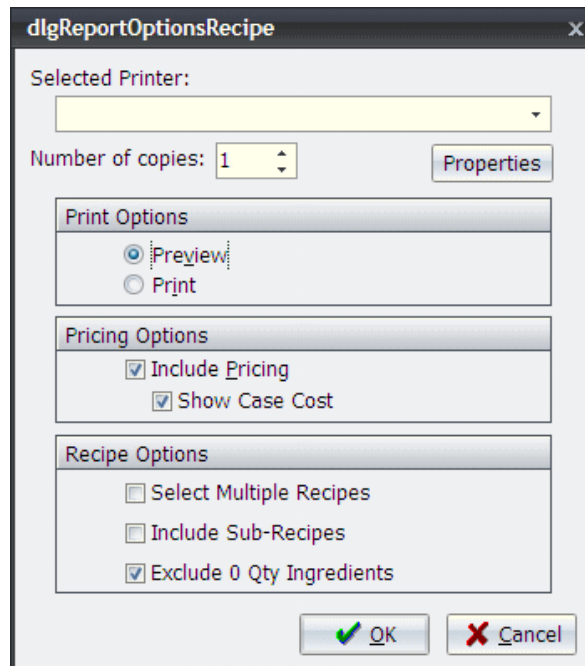 dlgReportOptionsRecipe
Selected Printer:
Number of copies: 1
Properties
Print Options
Preview
Print
Pricing Options
Include Pricing
Show Case Cost
Recipe Options
Select Multiple Recipes
Include Sub-Recipes
Exclude 0 Qty Ingredients
OK Cancel